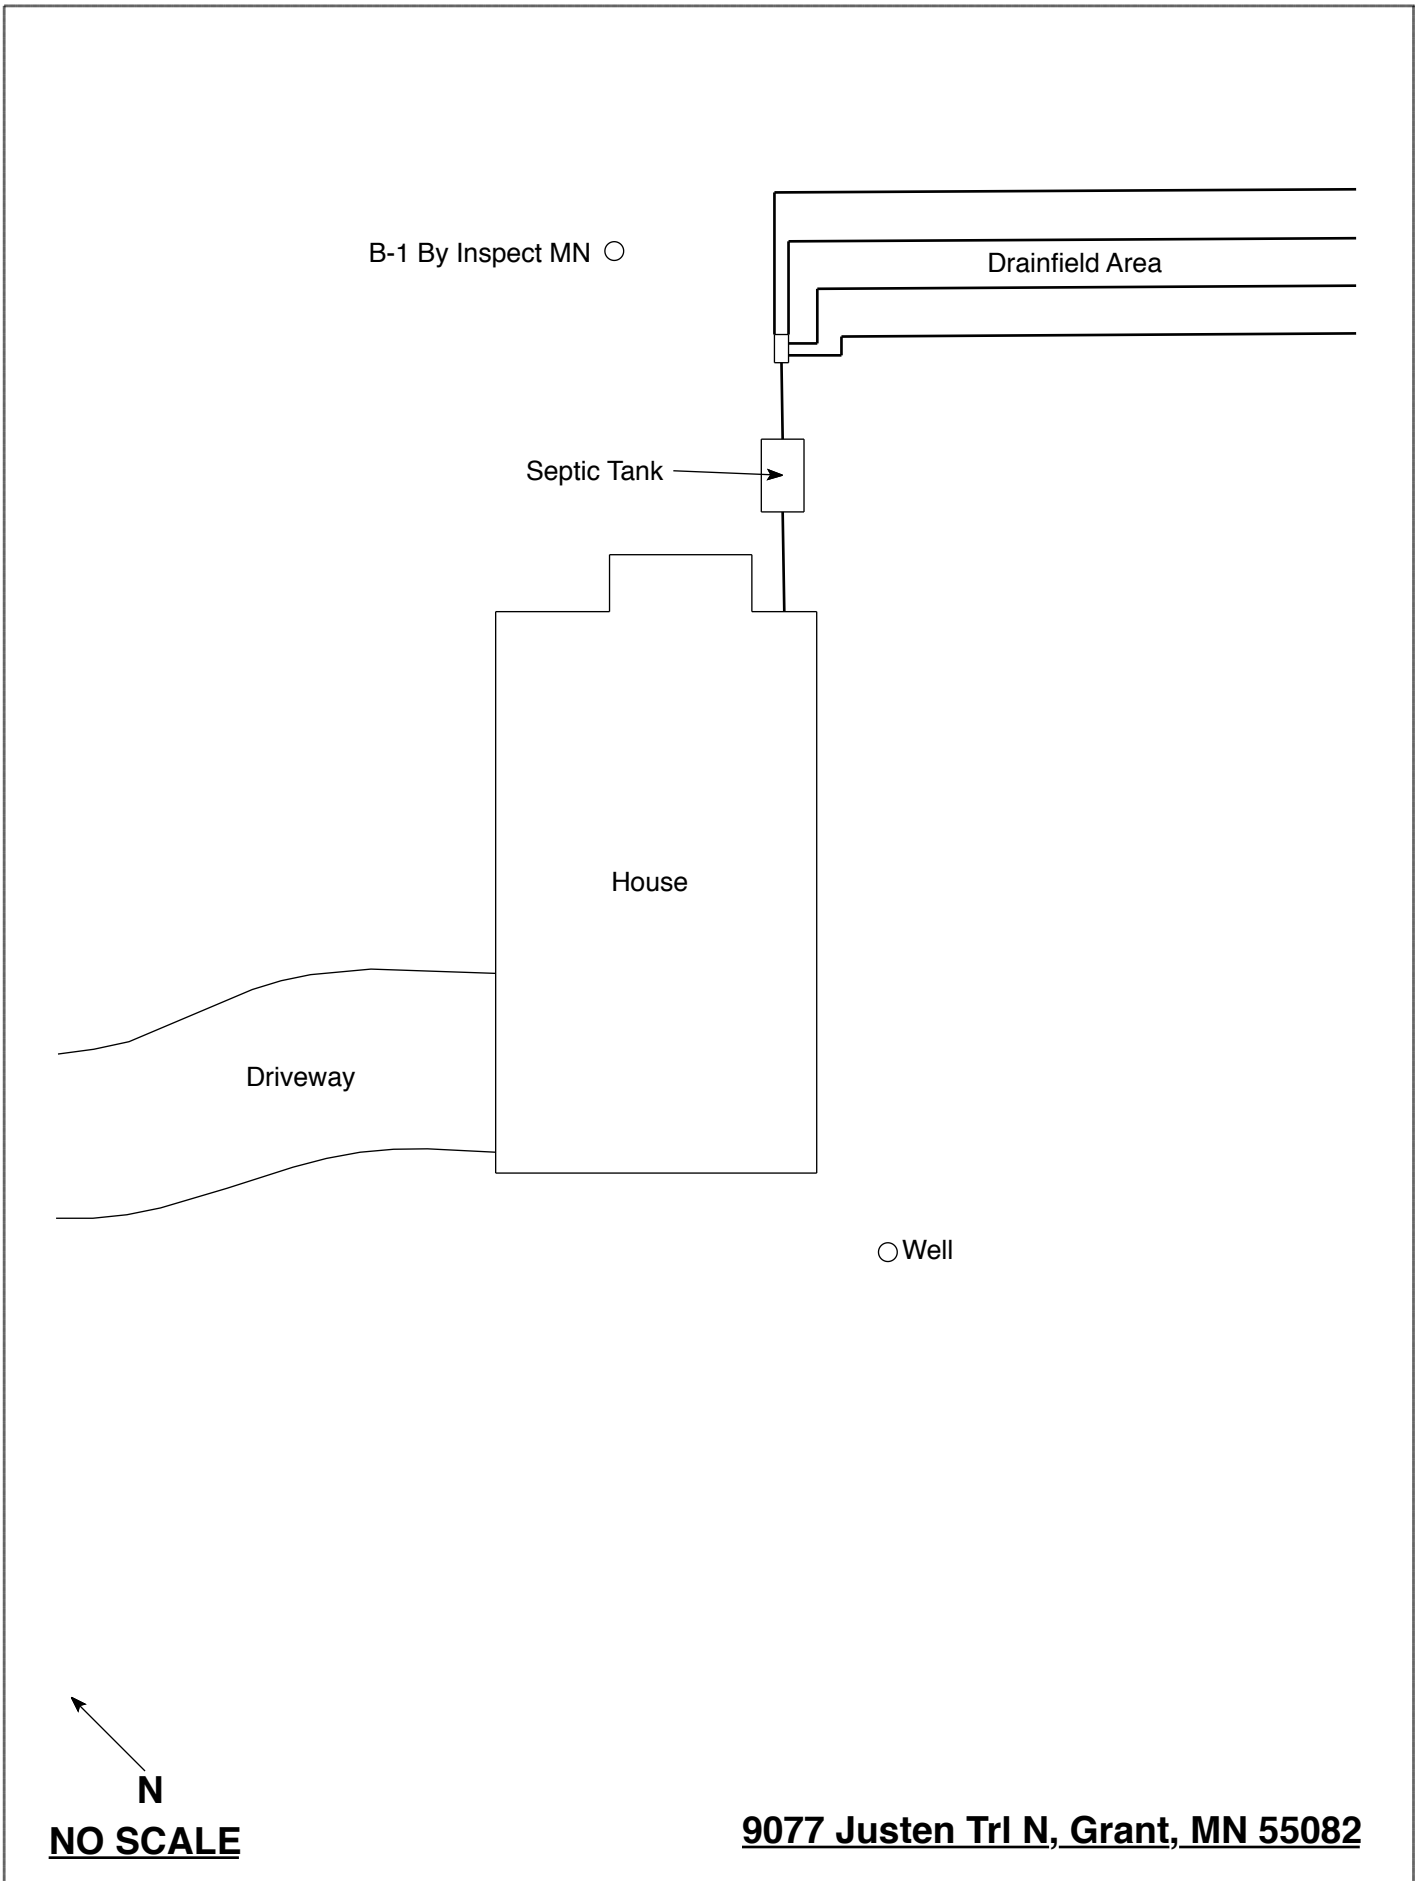 B-1 By Inspect MN
Drainfield Area
Septic Tank
House
Driveway
Well
N
NO SCALE
9077 Justen Trl N, Grant, MN 55082